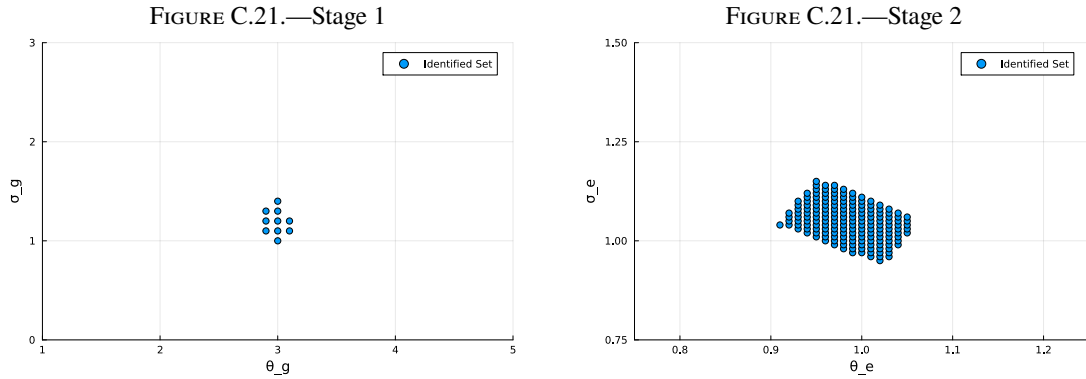 FIGURE C.21.—Stage 1
3
2
1
0
σ_g
1
2
3
4
5
θ_g
Identified Set
FIGURE C.21.—Stage 2
1.50
1.25
1.00
0.75
σ_e
0.8
0.9
1.0
1.1
1.2
θ_e
Identified Set